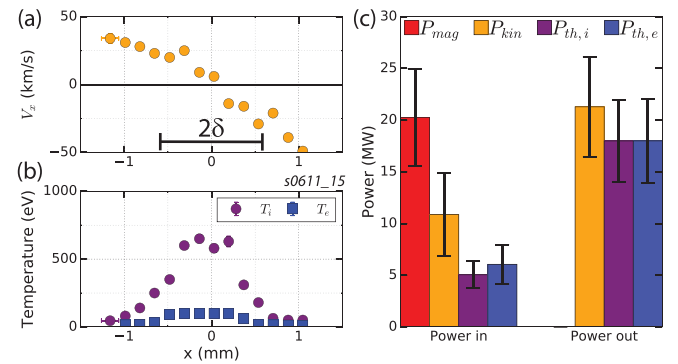 (a)
50
0
−50
V_x (km/s)
2δ
−1 0 1
s0611_15
(b)
1000
750
500
250
0
Temperature (eV)
T_i T_e
−1 0 1
x (mm)
(c)
P_mag P_kin P_th,i P_th,e
30
25
20
15
10
5
0
Power (MW)
Power in Power out